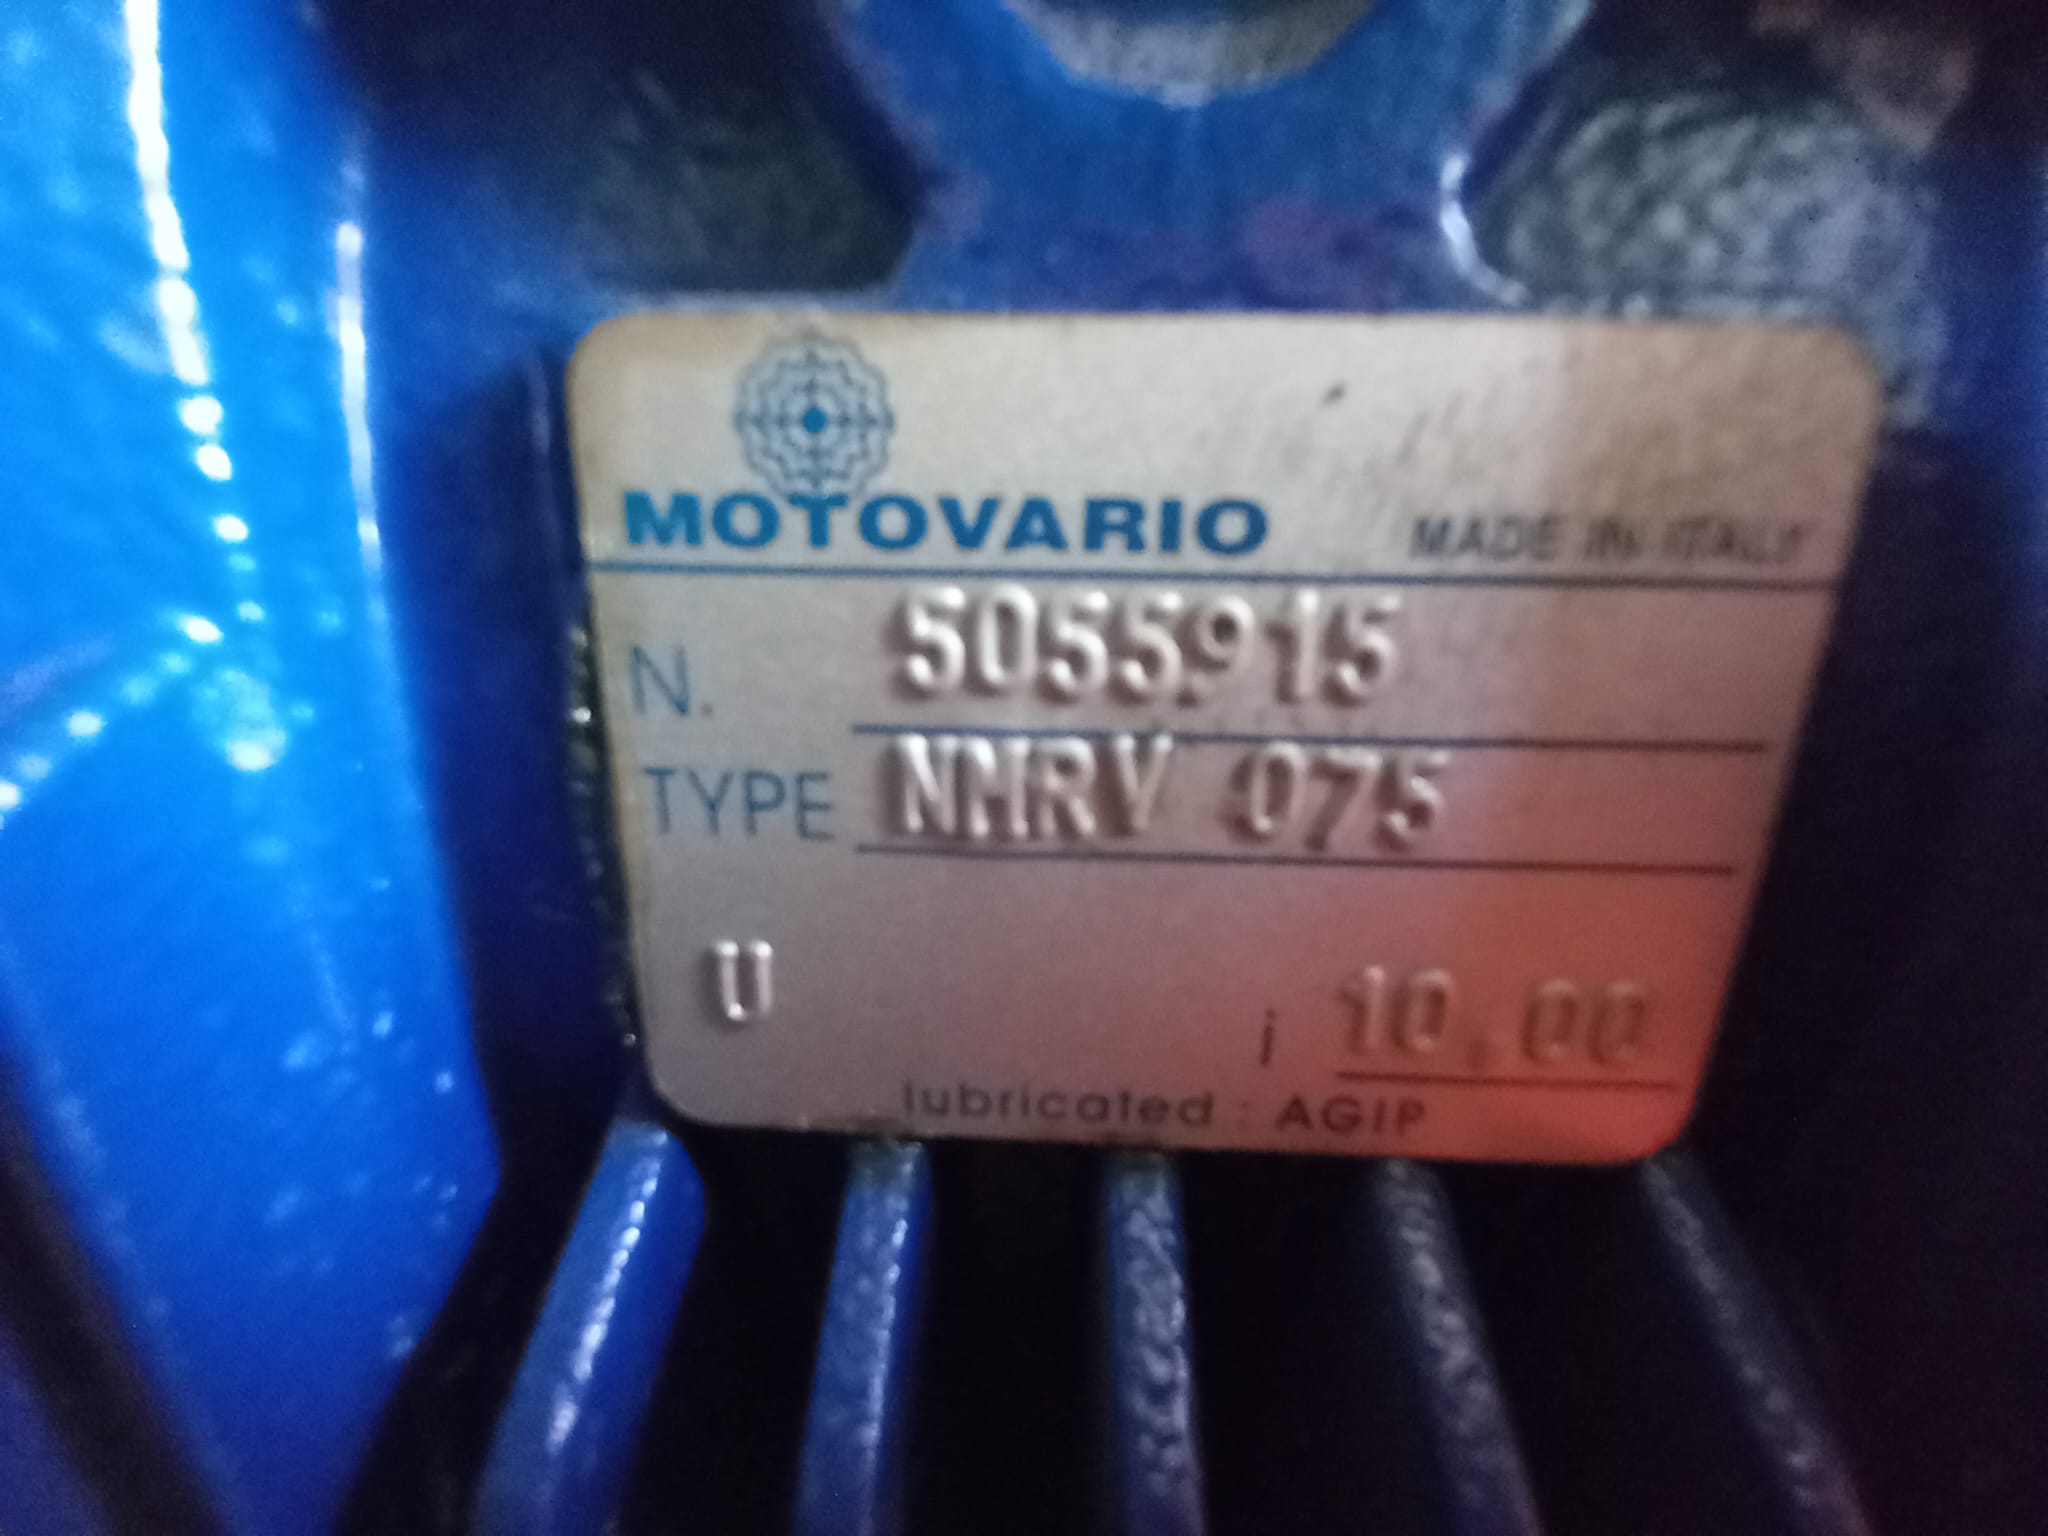 MOTOVARIO MADE IN ITALY
N. 5055915
TYPE NMRV 075
U i 10.00
lubricated : AGIP